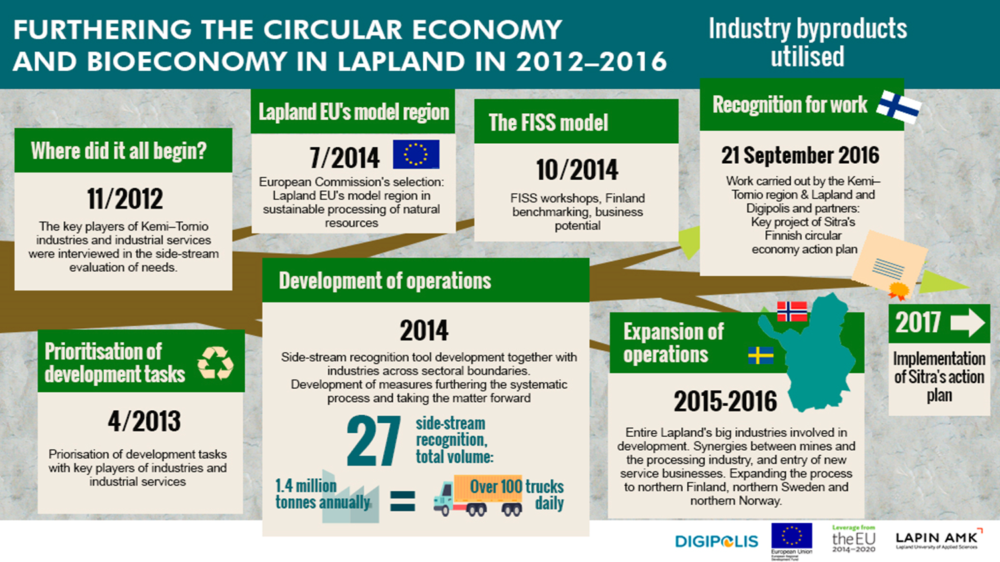 FURTHERING THE CIRCULAR ECONOMY
AND BIOECONOMY IN LAPLAND IN 2012–2016
Industry byproducts
utilised
Where did it all begin?
11/2012
The key players of Kemi–Tornio
industries and industrial services
were interviewed in the side-stream
evaluation of needs.
Prioritisation of
development tasks
4/2013
Priorisation of development tasks
with key players of industries and
industrial services
Lapland EU's model region
7/2014
European Commission's selection:
Lapland EU's model region in
sustainable processing of natural
resources
Development of operations
2014
Side-stream recognition tool development together with
industries across sectoral boundaries.
Development of measures furthering the systematic
process and taking the matter forward
27
side-stream
recognition,
total volume:
1.4 million
tonnes annually
=
Over 100 trucks
daily
The FISS model
10/2014
FISS workshops, Finland
benchmarking, business
potential
Expansion of
operations
2015-2016
Entire Lapland's big industries involved in
development. Synergies between mines and
the processing industry, and entry of new
service businesses. Expanding the process
to northern Finland, northern Sweden and
northern Norway.
Recognition for work
21 September 2016
Work carried out by the Kemi–
Tornio region & Lapland and
Digipolis and partners:
Key project of Sitra's
Finnish circular
economy action plan
2017
Implementation
of Sitra's action
plan
DIGIPOLIS
European Union
European Regional
Development Fund
Leverage from
the EU
2014–2020
LAPIN AMK
Lapland University of Applied Sciences